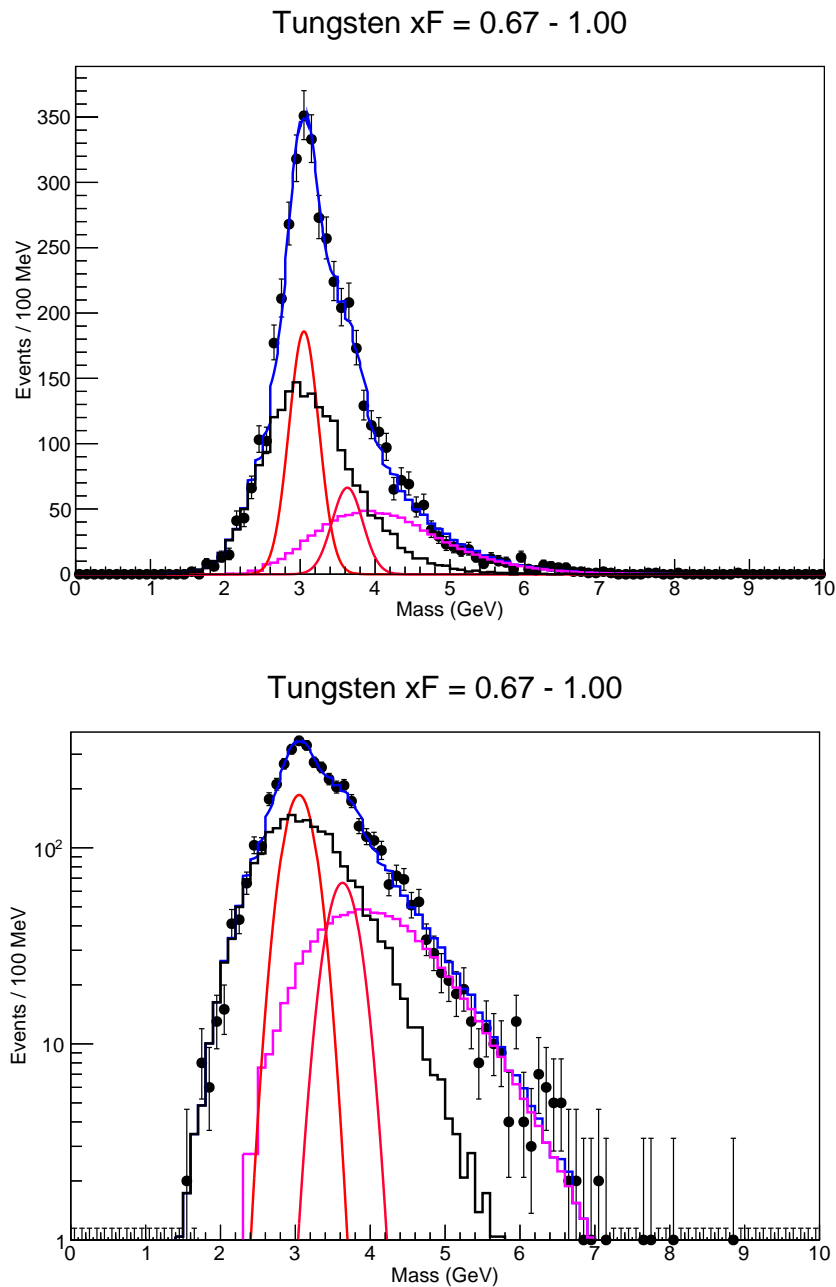 Tungsten xF = 0.67 - 1.00
Events / 100 MeV
350
300
250
200
150
100
50
0
0 1 2 3 4 5 6 7 8 9 10
Mass (GeV)
Tungsten xF = 0.67 - 1.00
Events / 100 MeV
10²
10
1
0 1 2 3 4 5 6 7 8 9 10
Mass (GeV)